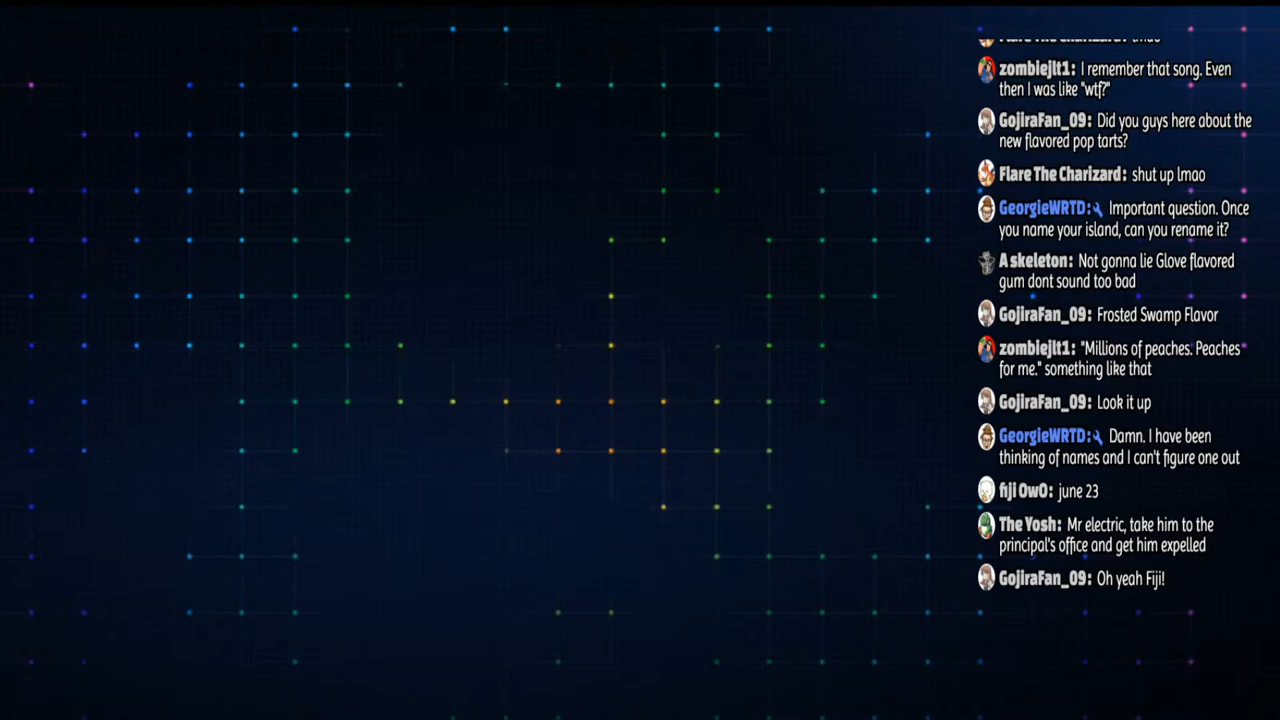 zombiejlt1: I remember that song. Even
then I was like "wtf?"
GojiraFan_09: Did you guys here about the
new flavored pop tarts?
Flare The Charizard: shut up lmao
GeorgieWRTD: Important question. Once
you name your island, can you rename it?
A skeleton: Not gonna lie Glove flavored
gum dont sound too bad
GojiraFan_09: Frosted Swamp Flavor
zombiejlt1: "Millions of peaches. Peaches
for me." something like that
GojiraFan_09: Look it up
GeorgieWRTD: Damn. I have been
thinking of names and I can't figure one out
fiji OwO: june 23
The Yosh: Mr electric, take him to the
principal's office and get him expelled
GojiraFan_09: Oh yeah Fiji!